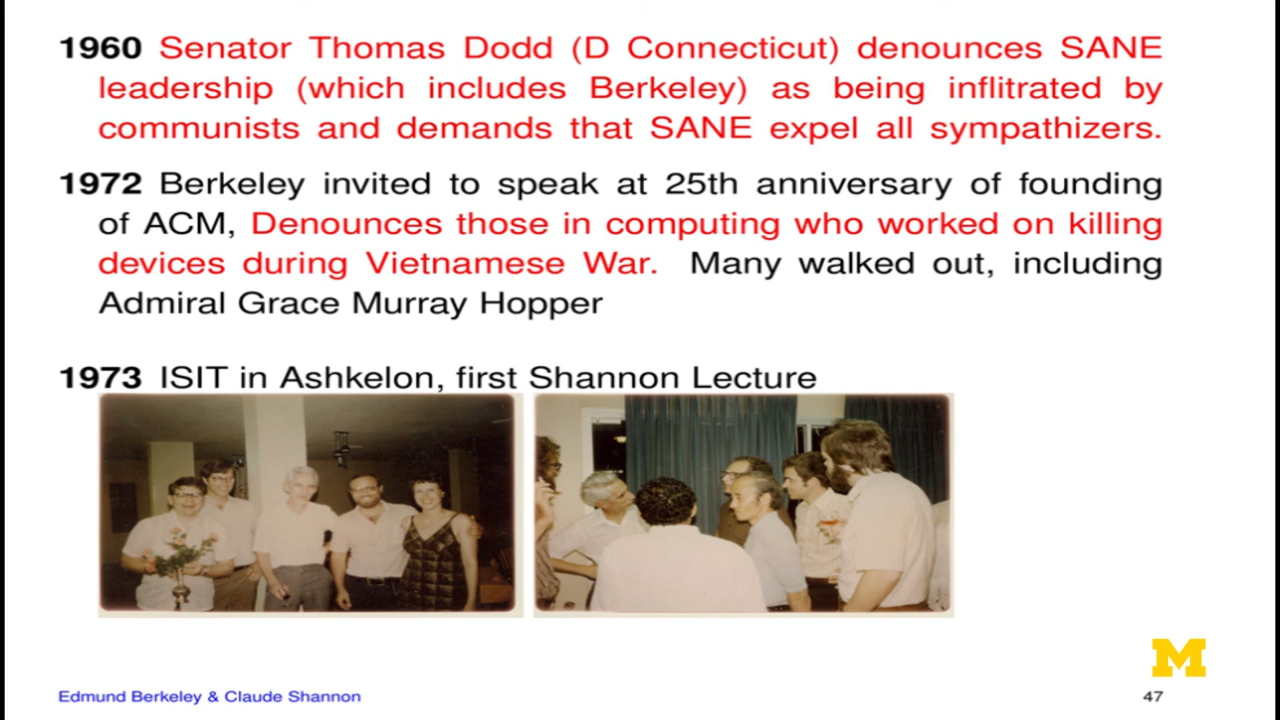 1960 Senator Thomas Dodd (D Connecticut) denounces SANE
leadership (which includes Berkeley) as being inflitrated by
communists and demands that SANE expel all sympathizers.
1972 Berkeley invited to speak at 25th anniversary of founding
of ACM, Denounces those in computing who worked on killing
devices during Vietnamese War. Many walked out, including
Admiral Grace Murray Hopper
1973 ISIT in Ashkelon, first Shannon Lecture
M
Edmund Berkeley & Claude Shannon
47